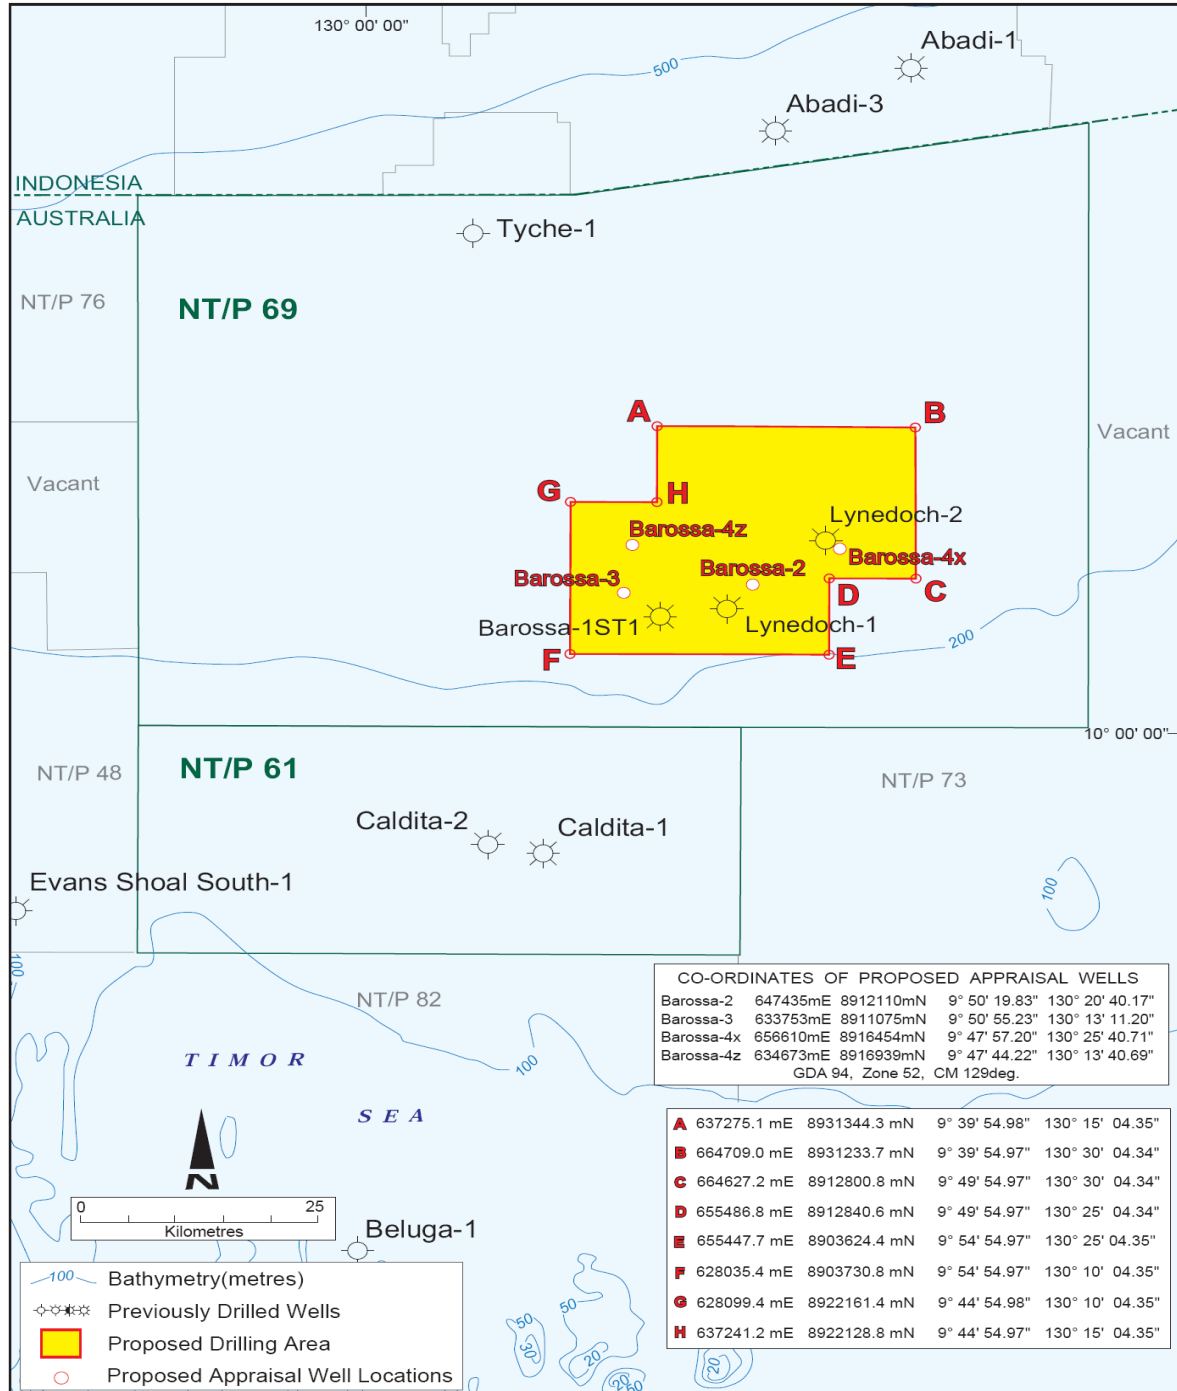 130° 00' 00"
Abadi-1
500
Abadi-3
INDONESIA
AUSTRALIA
Tyche-1
NT/P 76
NT/P 69
A
B
Vacant
Vacant
G
H
Lynedoch-2
Barossa-4z
Barossa-4x
Barossa-2
Barossa-3
D
C
Barossa-1ST1
Lynedoch-1
200
F
E
10° 00' 00"
NT/P 48
NT/P 61
NT/P 73
Caldita-2
Caldita-1
Evans Shoal South-1
100
100
NT/P 82
CO-ORDINATES OF PROPOSED APPRAISAL WELLS
Barossa-2 647435mE 8912110mN 9° 50' 19.83" 130° 20' 40.17"
Barossa-3 633753mE 8911075mN 9° 50' 55.23" 130° 13' 11.20"
Barossa-4x 656610mE 8916454mN 9° 47' 57.20" 130° 25' 40.71"
Barossa-4z 634673mE 8916939mN 9° 47' 44.22" 130° 13' 40.69"
GDA 94, Zone 52, CM 129deg.
TIMOR
100
SEA
A 637275.1 mE 8931344.3 mN 9° 39' 54.98" 130° 15' 04.35"
B 664709.0 mE 8931233.7 mN 9° 39' 54.97" 130° 30' 04.34"
C 664627.2 mE 8912800.8 mN 9° 49' 54.97" 130° 30' 04.34"
D 655486.8 mE 8912840.6 mN 9° 49' 54.97" 130° 25' 04.34"
E 655447.7 mE 8903624.4 mN 9° 54' 54.97" 130° 25' 04.35"
F 628035.4 mE 8903730.8 mN 9° 54' 54.97" 130° 10' 04.35"
G 628099.4 mE 8922161.4 mN 9° 44' 54.98" 130° 10' 04.35"
H 637241.2 mE 8922128.8 mN 9° 44' 54.97" 130° 15' 04.35"
N
0 25
Kilometres
Beluga-1
100 Bathymetry(metres)
Previously Drilled Wells
Proposed Drilling Area
Proposed Appraisal Well Locations
50
50
30
20
20
50
20